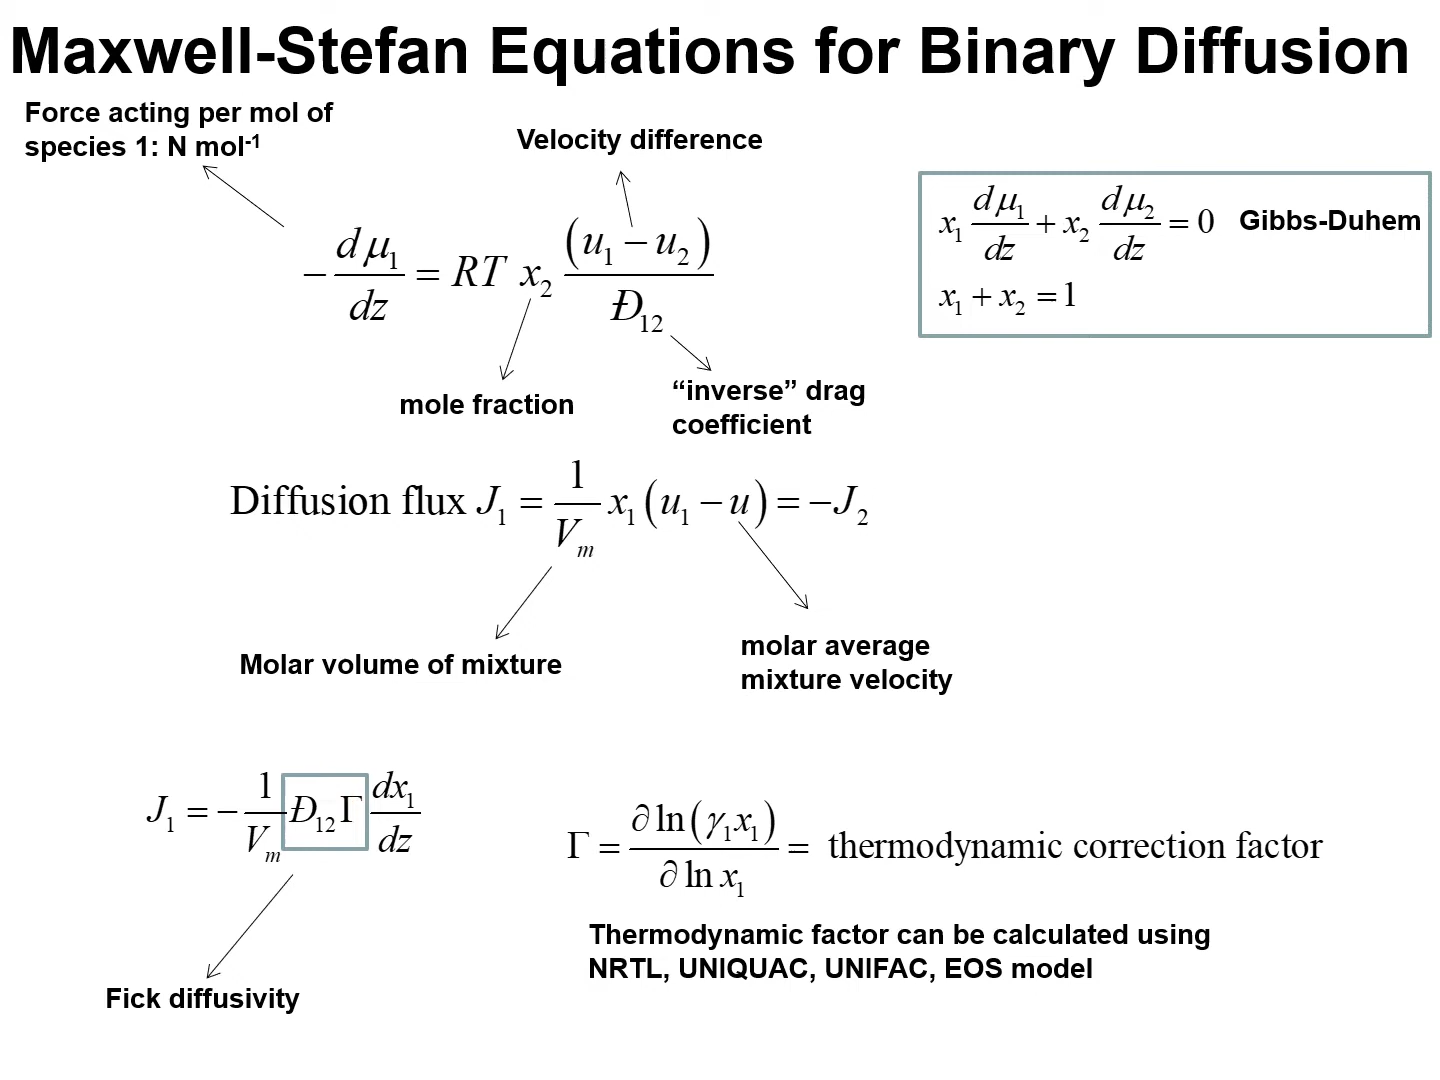 Maxwell-Stefan Equations for Binary Diffusion
Force acting per mol of
species 1: N mol⁻¹
Velocity difference
−dμ₁/dz = RT x₂ (u₁ − u₂)/Đ₁₂
x₁ dμ₁/dz + x₂ dμ₂/dz = 0 Gibbs-Duhem
x₁ + x₂ = 1
mole fraction
“inverse” drag
coefficient
Diffusion flux J₁ = 1/Vₘ x₁(u₁ − u) = −J₂
Molar volume of mixture
molar average
mixture velocity
J₁ = −1/Vₘ Đ₁₂Γ dx₁/dz
Γ = ∂ ln(γ₁x₁)/∂ ln x₁ = thermodynamic correction factor
Thermodynamic factor can be calculated using
NRTL, UNIQUAC, UNIFAC, EOS model
Fick diffusivity